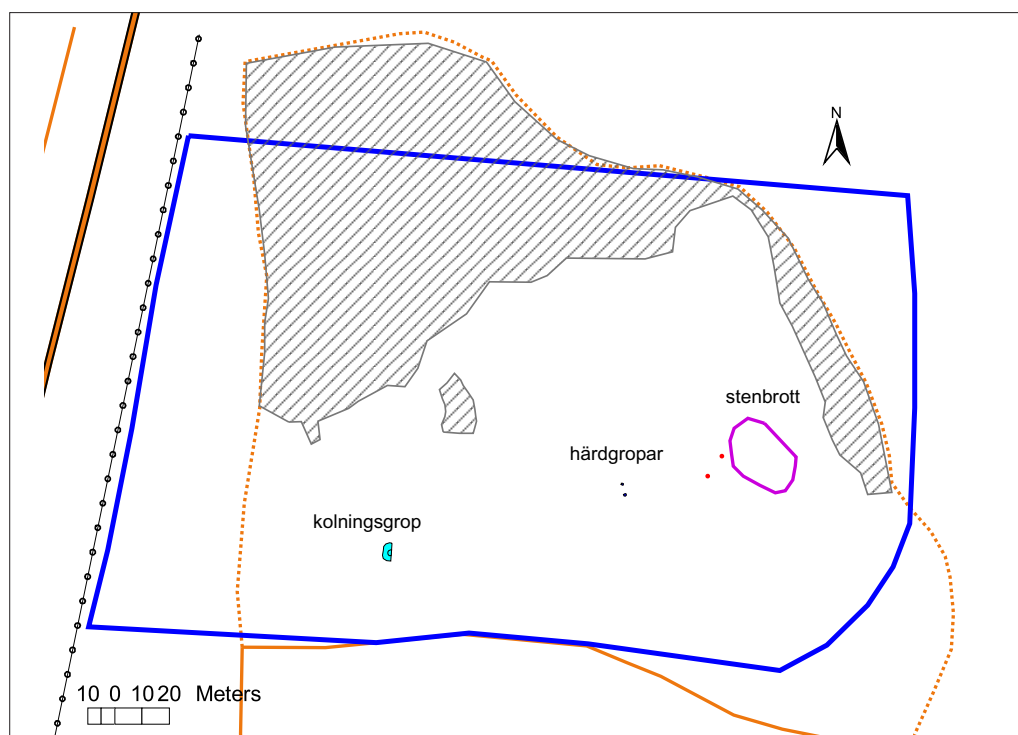 N
stenbrott
härdgropar
kolningsgrop
10 0 10 20 Meters